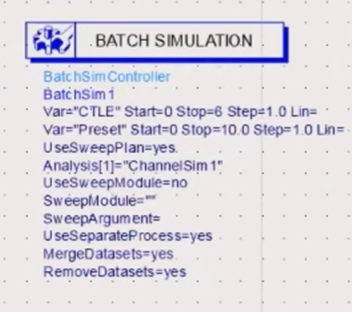 BATCH SIMULATION
BatchSimController
BatchSim1
Var="CTLE" Start=0 Stop=6 Step=1.0 Lin=
Var="Preset" Start=0 Stop=10.0 Step=1.0 Lin=
UseSweepPlan=yes
Analysis[1]="ChannelSim1"
UseSweepModule=no
SweepModule=""
SweepArgument=
UseSeparateProcess=yes
MergeDatasets=yes
RemoveDatasets=yes